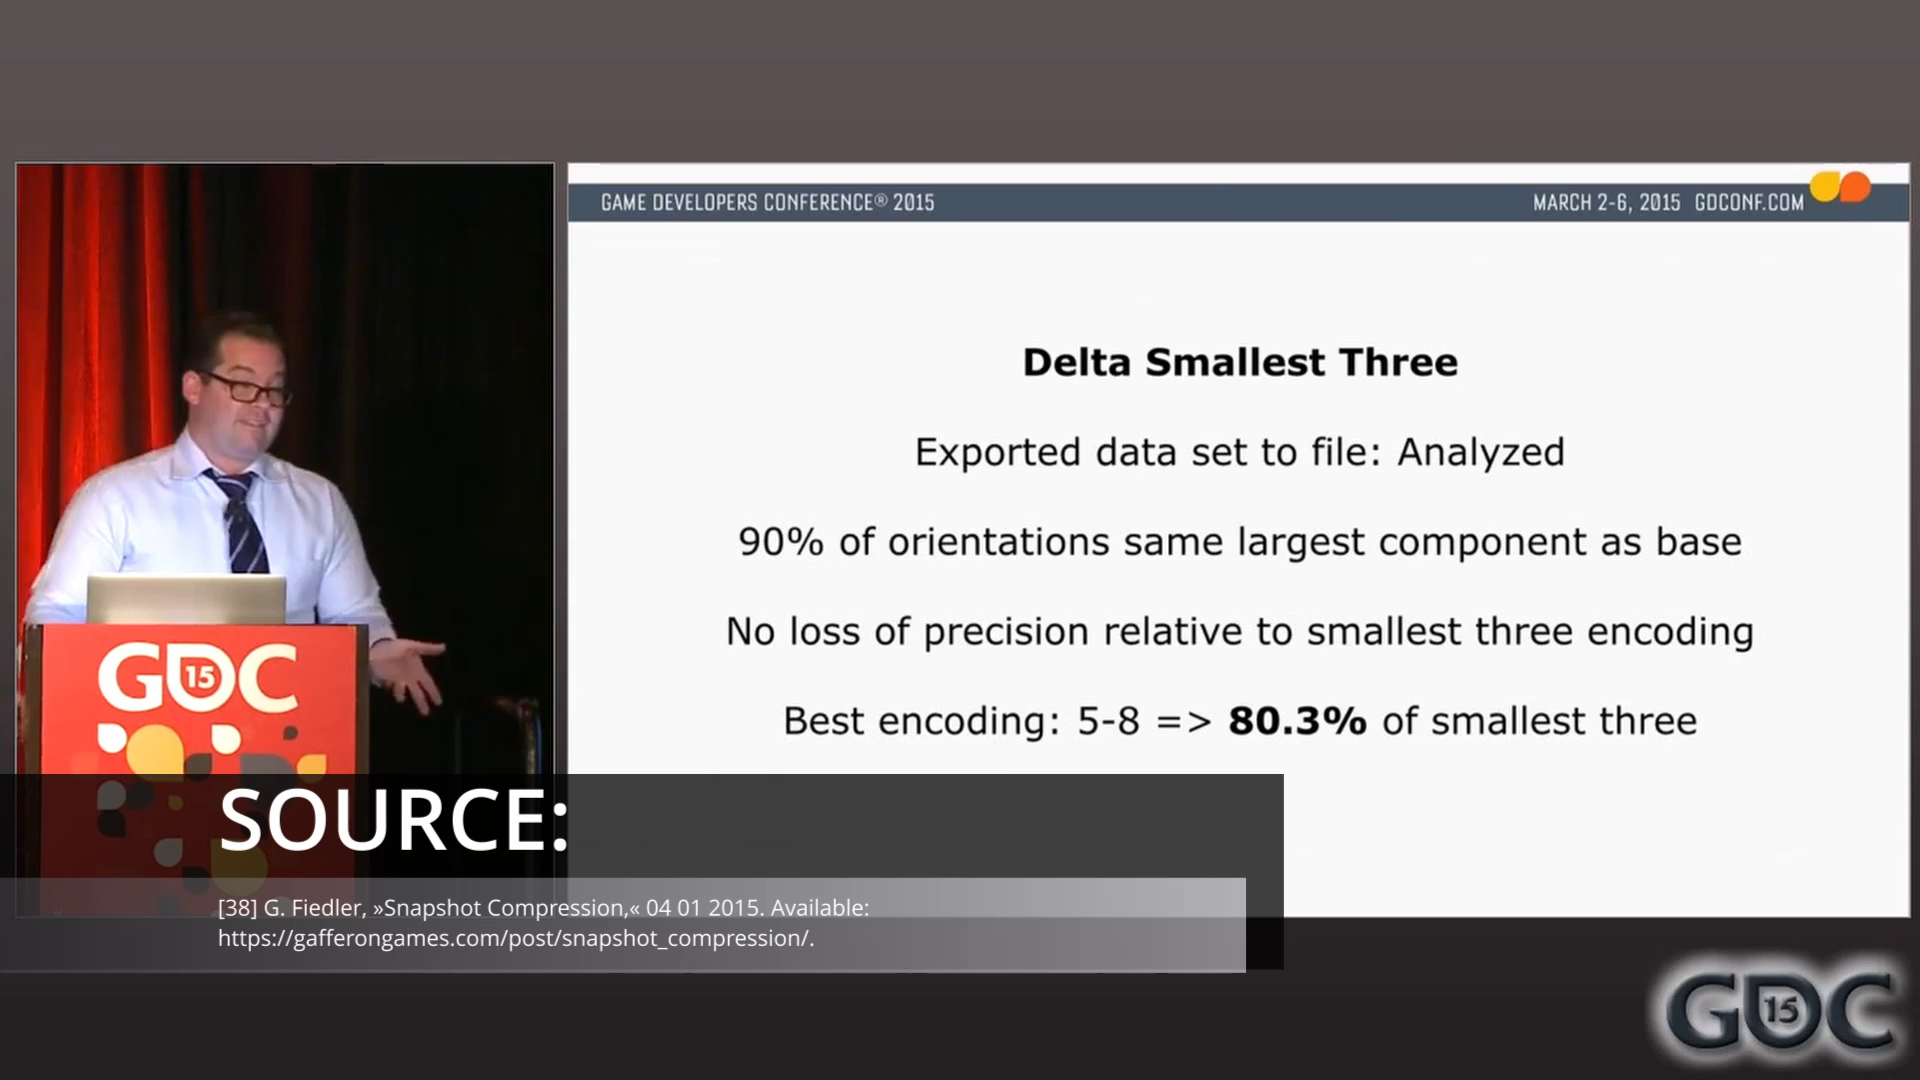 GAME DEVELOPERS CONFERENCE® 2015
MARCH 2-6, 2015 GDCONF.COM
Delta Smallest Three
Exported data set to file: Analyzed
90% of orientations same largest component as base
No loss of precision relative to smallest three encoding
Best encoding: 5-8 => 80.3% of smallest three
GDC 15
SOURCE:
[38] G. Fiedler, »Snapshot Compression,« 04 01 2015. Available:
https://gafferongames.com/post/snapshot_compression/.
GDC 15